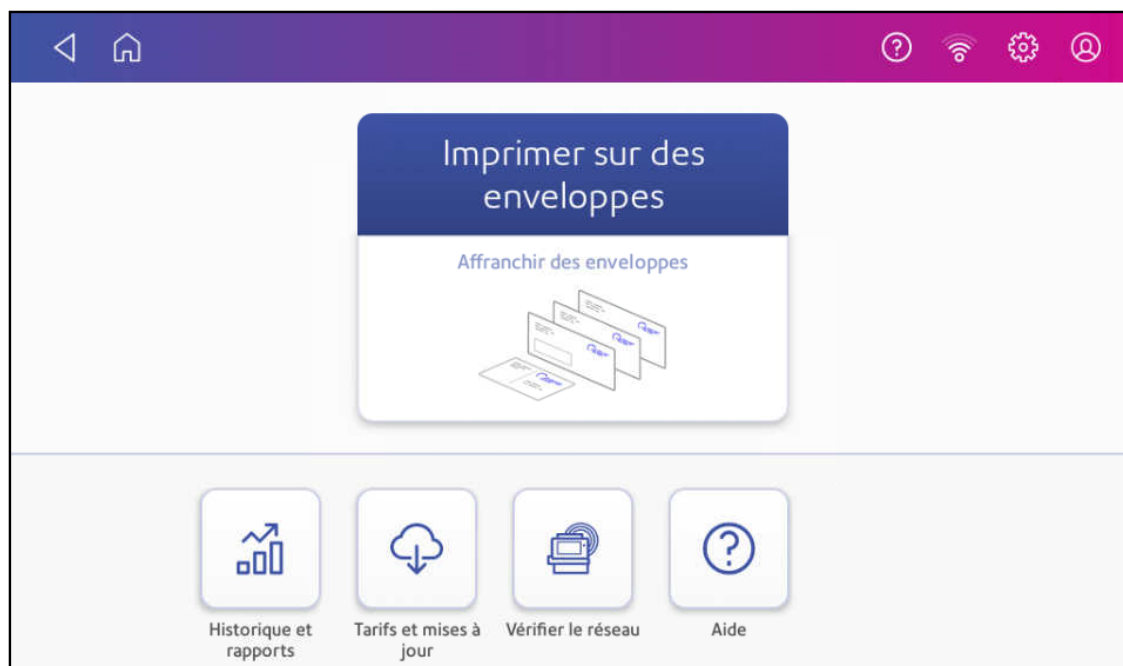 Imprimer sur des
enveloppes
Affranchir des enveloppes
Historique et
rapports
Tarifs et mises à
jour
Vérifier le réseau
Aide